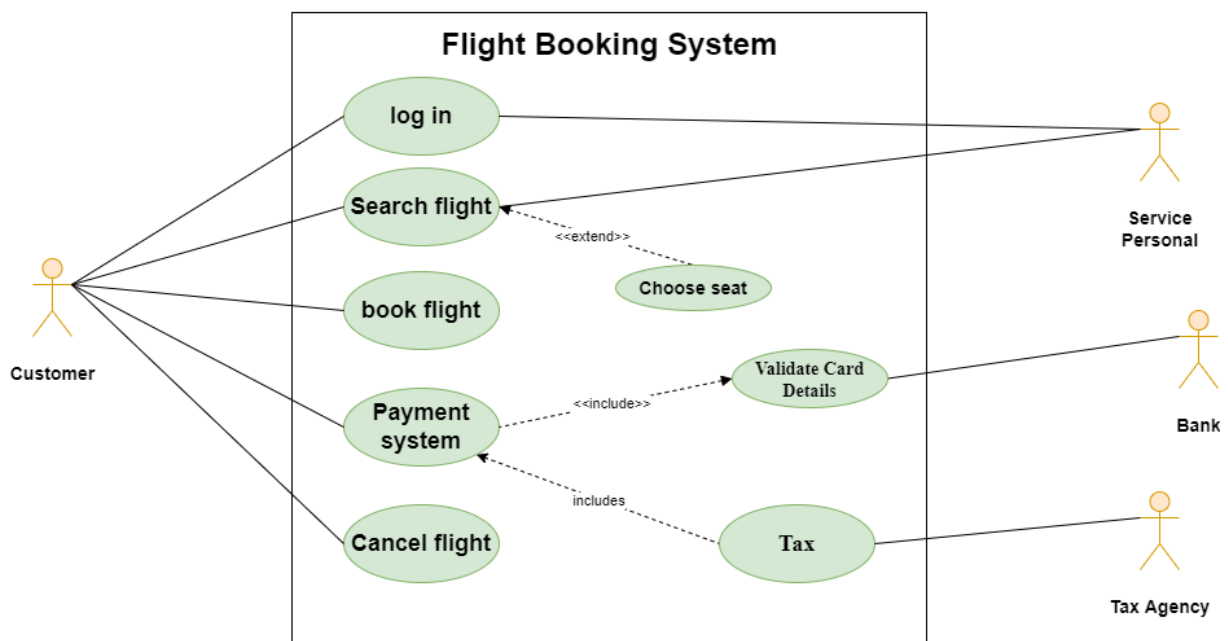 Flight Booking System
log in
Search flight
<<extend>>
Service
Personal
Choose seat
book flight
Customer
Validate Card
Details
<<include>>
Payment
system
Bank
includes
Cancel flight
Tax
Tax Agency